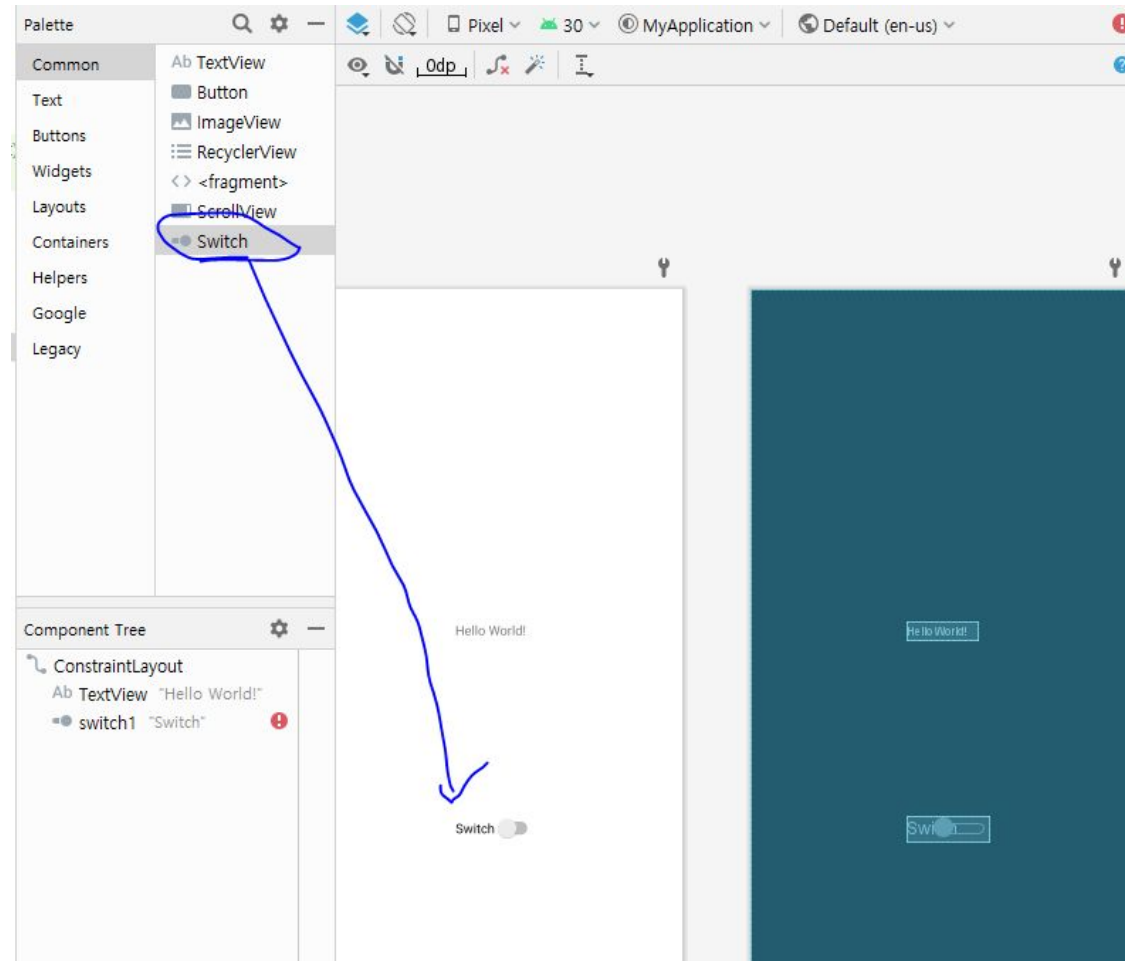 Palette
Pixel 30 MyApplication Default (en-us)
Common
Text
Buttons
Widgets
Layouts
Containers
Helpers
Google
Legacy
Ab TextView
Button
ImageView
RecyclerView
<> <fragment>
ScrollView
Switch
0dp
Component Tree
ConstraintLayout
Ab TextView "Hello World!"
switch1 "Switch"
Hello World!
Switch
Hello World!
Switch